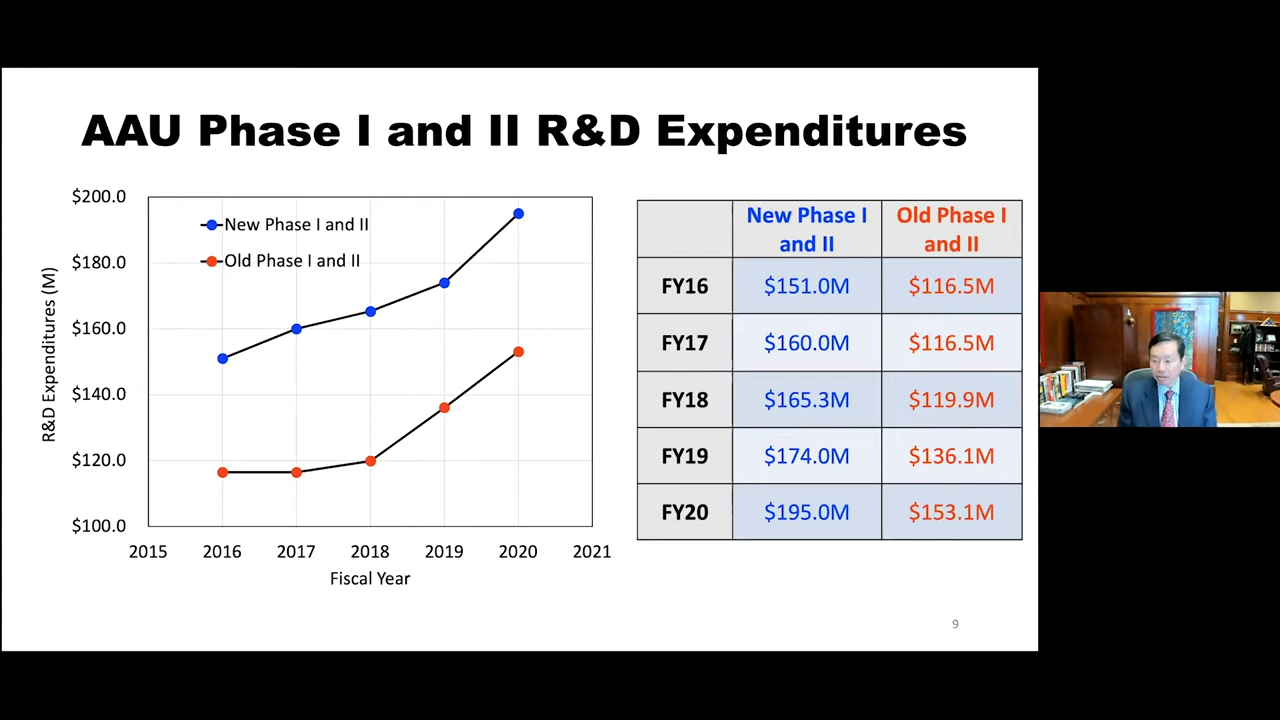 AAU Phase I and II R&D Expenditures
R&D Expenditures (M)
$200.0
$180.0
$160.0
$140.0
$120.0
$100.0
New Phase I and II
Old Phase I and II
2015 2016 2017 2018 2019 2020 2021
Fiscal Year
New Phase I and II Old Phase I and II
FY16 $151.0M $116.5M
FY17 $160.0M $116.5M
FY18 $165.3M $119.9M
FY19 $174.0M $136.1M
FY20 $195.0M $153.1M
9